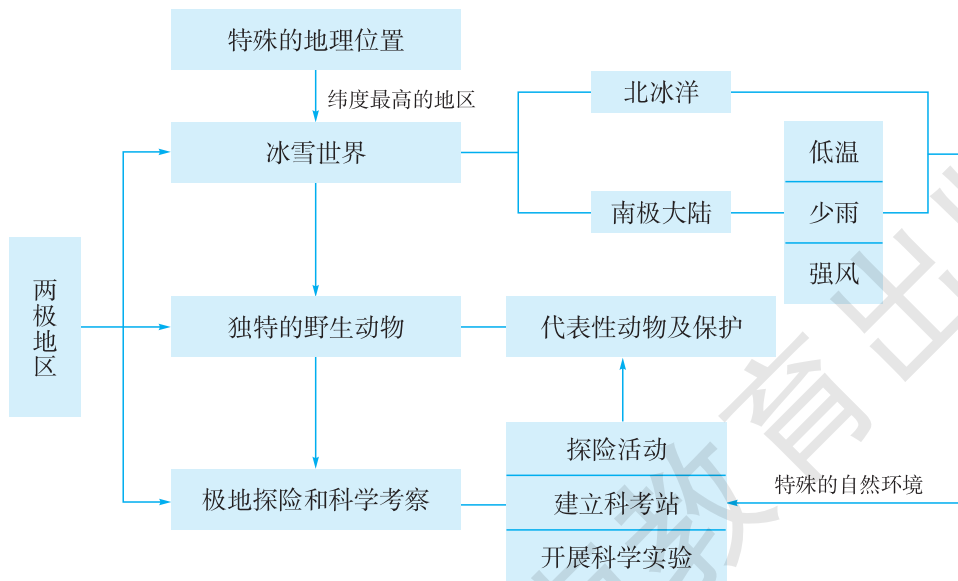 特殊的地理位置
纬度最高的地区
北冰洋
冰雪世界
低温
南极大陆
少雨
强风
两极地区
独特的野生动物
代表性动物及保护
探险活动
极地探险和科学考察
建立科考站
特殊的自然环境
开展科学实验
教育出